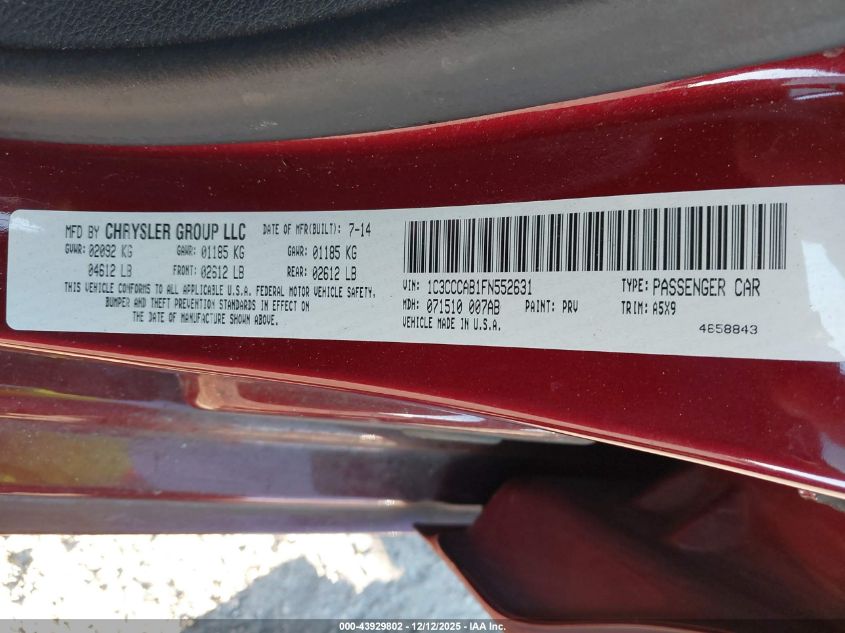 MFD BY CHRYSLER GROUP LLC DATE OF MFR(BUILT): 7-14
GVWR: 02092 KG GAWR: 01185 KG GAWR: 01185 KG
04612 LB FRONT: 02612 LB REAR: 02612 LB
THIS VEHICLE CONFORMS TO ALL APPLICABLE U.S.A. FEDERAL MOTOR VEHICLE SAFETY,
BUMPER AND THEFT PREVENTION STANDARDS IN EFFECT ON
THE DATE OF MANUFACTURE SHOWN ABOVE.
VIN: 1C3CCCAB1FN552631 TYPE: PASSENGER CAR
MDH: 071510 007AB PAINT: PRV TRIM: A5X9
VEHICLE MADE IN U.S.A.
4658843
000-43929802 - 12/12/2025 - IAA Inc.